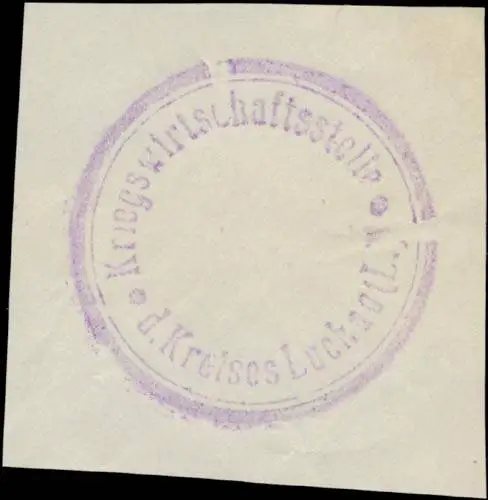 Kriegswirtschaftsstelle
d. Kreises Luckau (L.)